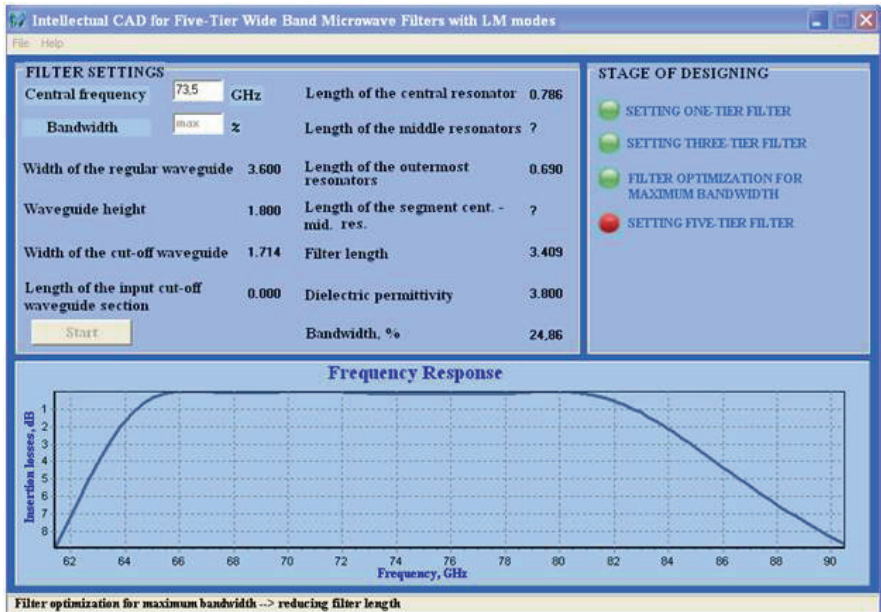 Intellectual CAD for Five-Tier Wide Band Microwave Filters with LM modes
File Help
FILTER SETTINGS
Central frequency 73,5 GHz
Bandwidth max %
Width of the regular waveguide 3.600
Waveguide height 1.800
Width of the cut-off waveguide 1.714
Length of the input cut-off
waveguide section 0.000
Start
Length of the central resonator 0.786
Length of the middle resonators ?
Length of the outermost
resonators 0.690
Length of the segment cent. -
mid. res. ?
Filter length 3.409
Dielectric permittivity 3.800
Bandwidth, % 24,86
STAGE OF DESIGNING
SETTING ONE-TIER FILTER
SETTING THREE-TIER FILTER
FILTER OPTIMIZATION FOR
MAXIMUM BANDWIDTH
SETTING FIVE-TIER FILTER
Frequency Response
Insertion losses, dB
1
2
3
4
5
6
7
8
62 64 66 68 70 72 74 76 78 80 82 84 86 88 90
Frequency, GHz
Filter optimization for maximum bandwidth --> reducing filter length